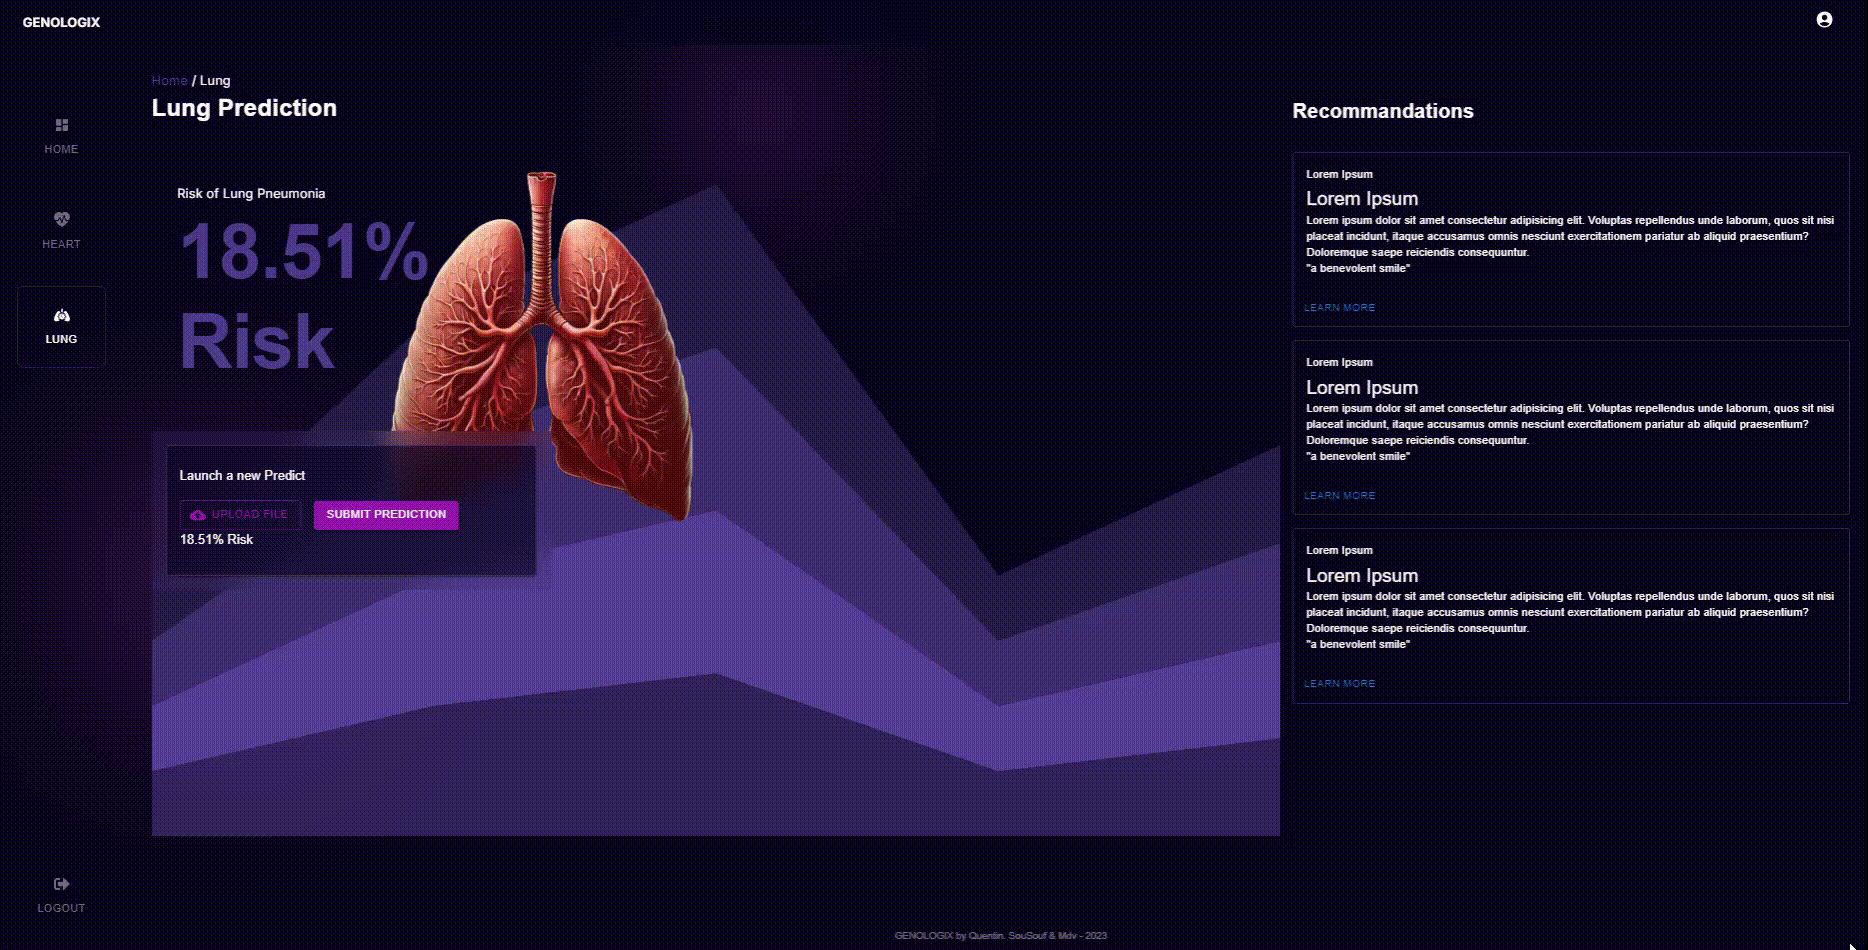 GENOLOGIX
Home / Lung
Lung Prediction
HOME
HEART
LUNG
LOGOUT
Risk of Lung Pneumonia
18.51%
Risk
Launch a new Predict
UPLOAD FILE
SUBMIT PREDICTION
18.51% Risk
Recommandations
Lorem Ipsum
Lorem Ipsum
Lorem ipsum dolor sit amet consectetur adipisicing elit. Voluptas repellendus unde laborum, quos sit nisi
placeat incidunt, itaque accusamus omnis nesciunt exercitationem pariatur ab aliquid praesentium?
Doloremque saepe reiciendis consequuntur.
"a benevolent smile"
LEARN MORE
Lorem Ipsum
Lorem Ipsum
Lorem ipsum dolor sit amet consectetur adipisicing elit. Voluptas repellendus unde laborum, quos sit nisi
placeat incidunt, itaque accusamus omnis nesciunt exercitationem pariatur ab aliquid praesentium?
Doloremque saepe reiciendis consequuntur.
"a benevolent smile"
LEARN MORE
Lorem Ipsum
Lorem Ipsum
Lorem ipsum dolor sit amet consectetur adipisicing elit. Voluptas repellendus unde laborum, quos sit nisi
placeat incidunt, itaque accusamus omnis nesciunt exercitationem pariatur ab aliquid praesentium?
Doloremque saepe reiciendis consequuntur.
"a benevolent smile"
LEARN MORE
GENOLOGIX by Quentin. SouSouf & Mdv - 2023